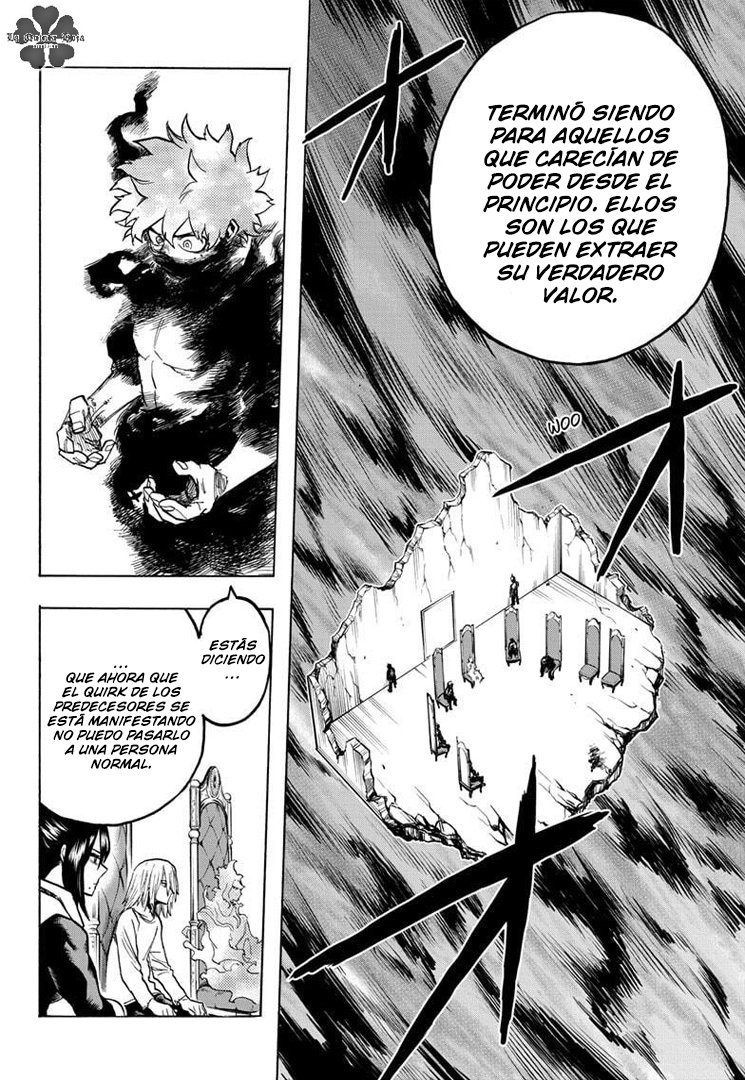 TERMINÓ SIENDO
PARA AQUELLOS
QUE CARECÍAN DE
PODER DESDE EL
PRINCIPIO. ELLOS
SON LOS QUE
PUEDEN EXTRAER
SU VERDADERO
VALOR.
WOO
ESTÁS
DICIENDO
...
...
QUE AHORA QUE
EL QUIRK DE LOS
PREDECESORES SE
ESTÁ MANIFESTANDO
NO PUEDO PASARLO
A UNA PERSONA
NORMAL.